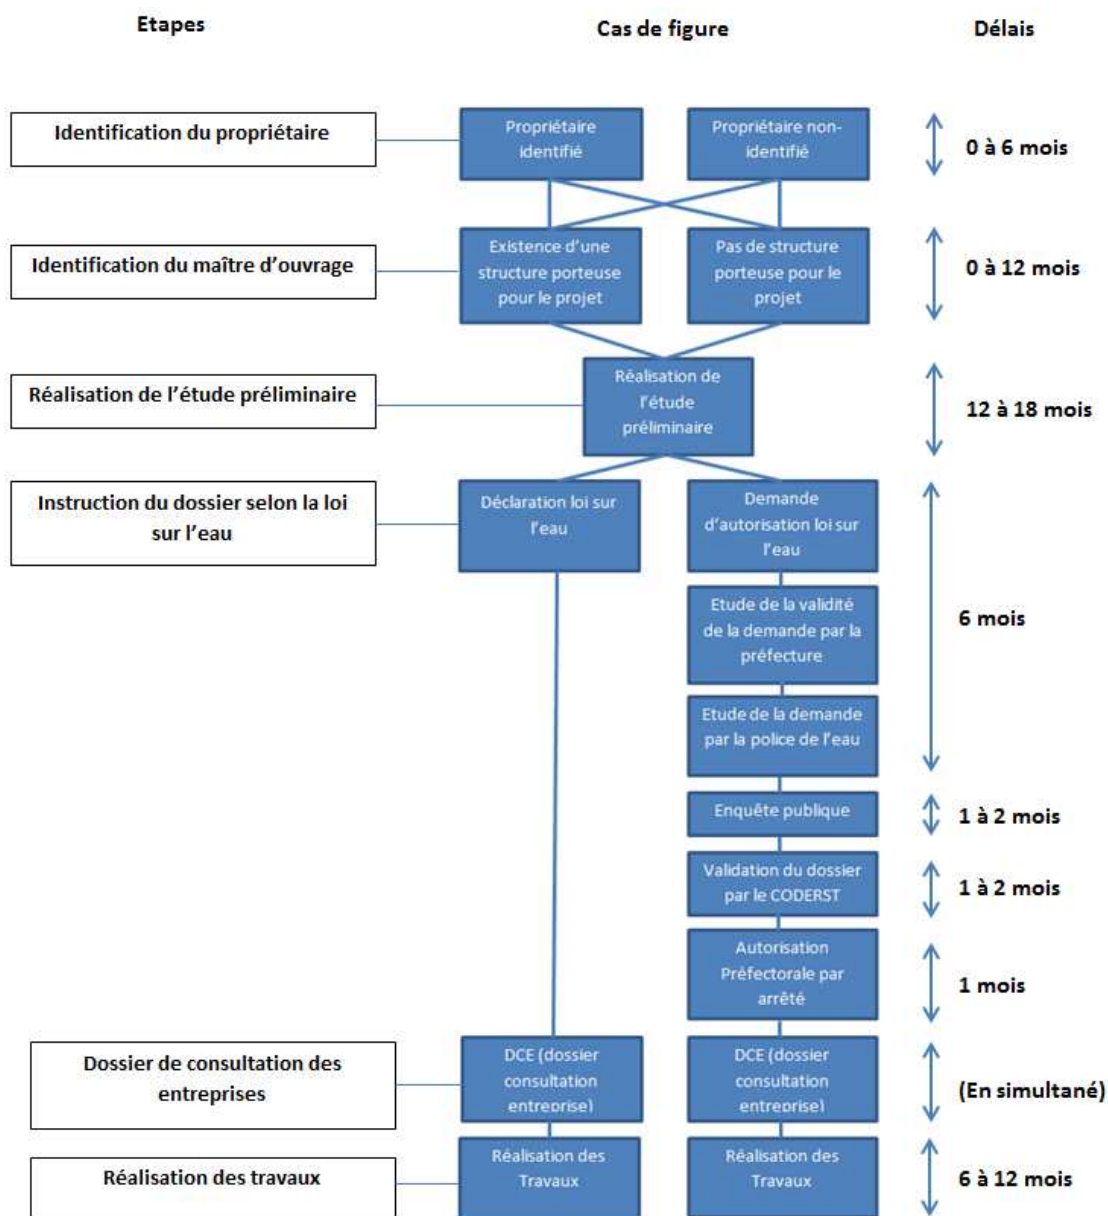 Etapes
Cas de figure
Délais
Identification du propriétaire
Propriétaire
identifié
Propriétaire non-
identifié
0 à 6 mois
Identification du maître d'ouvrage
Existence d'une
structure porteuse
pour le projet
Pas de structure
porteuse pour le
projet
0 à 12 mois
Réalisation de l'étude préliminaire
Réalisation de
l'étude
préliminaire
12 à 18 mois
Instruction du dossier selon la loi
sur l'eau
Déclaration loi sur
l'eau
Demande
d'autorisation loi sur
l'eau
Etude de la validité
de la demande par la
préfecture
Etude de la demande
par la police de l'eau
6 mois
Enquête publique
1 à 2 mois
Validation du dossier
par le CODERST
1 à 2 mois
Autorisation
Préfectorale par
arrêté
1 mois
Dossier de consultation des
entreprises
DCE (dossier
consultation
entreprise)
DCE (dossier
consultation
entreprise)
(En simultané)
Réalisation des travaux
Réalisation des
Travaux
Réalisation des
Travaux
6 à 12 mois